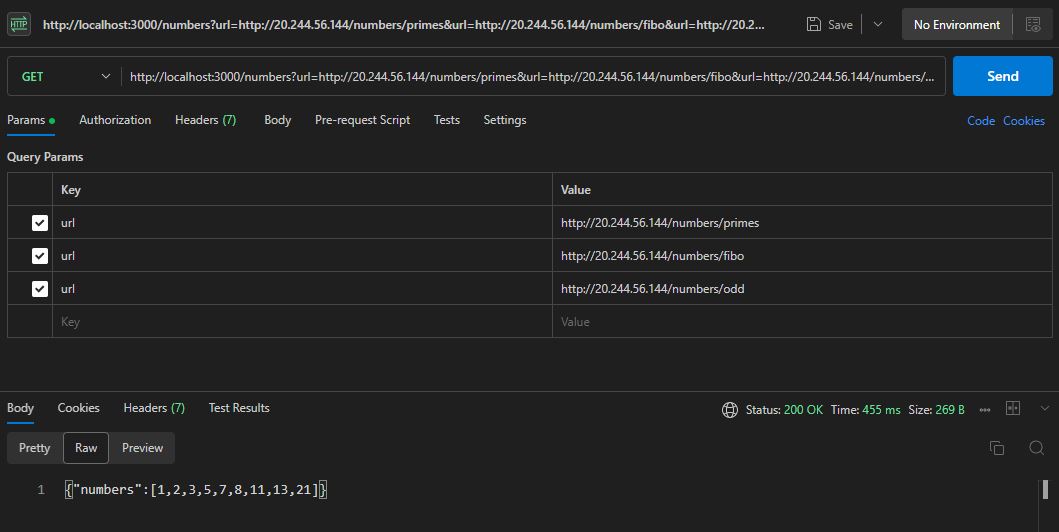 HTTP http://localhost:3000/numbers?url=http://20.244.56.144/numbers/primes&url=http://20.244.56.144/numbers/fibo&url=http://20.2... Save No Environment
GET http://localhost:3000/numbers?url=http://20.244.56.144/numbers/primes&url=http://20.244.56.144/numbers/fibo&url=http://20.244.56.144/numbers/... Send
Params Authorization Headers (7) Body Pre-request Script Tests Settings Code Cookies
Query Params
Key Value
url http://20.244.56.144/numbers/primes
url http://20.244.56.144/numbers/fibo
url http://20.244.56.144/numbers/odd
Key Value
Body Cookies Headers (7) Test Results Status: 200 OK Time: 455 ms Size: 269 B
Pretty Raw Preview
1 {"numbers":[1,2,3,5,7,8,11,13,21]}